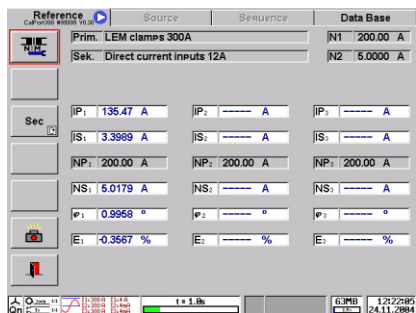 Reference Source Sequence Data Base
CalPort300 V0.30
Prim. LEM clamps 300A N1 200.00 A
Sek. Direct current inputs 12A N2 5.0000 A
N:M
Sec
IP1 135.47 A IP2 ----- A IP3 ----- A
IS1 3.3989 A IS2 ----- A IS3 ----- A
NP1 200.00 A NP2 200.00 A NP3 200.00 A
NS1 5.0179 A NS2 ----- A NS3 ----- A
φ1 0.9958 ° φ2 ----- ° φ3 ----- °
E1 -0.3567 % E2 ----- % E3 ----- %
t = 1.0s 63MB 12:22:05
24.11.2004